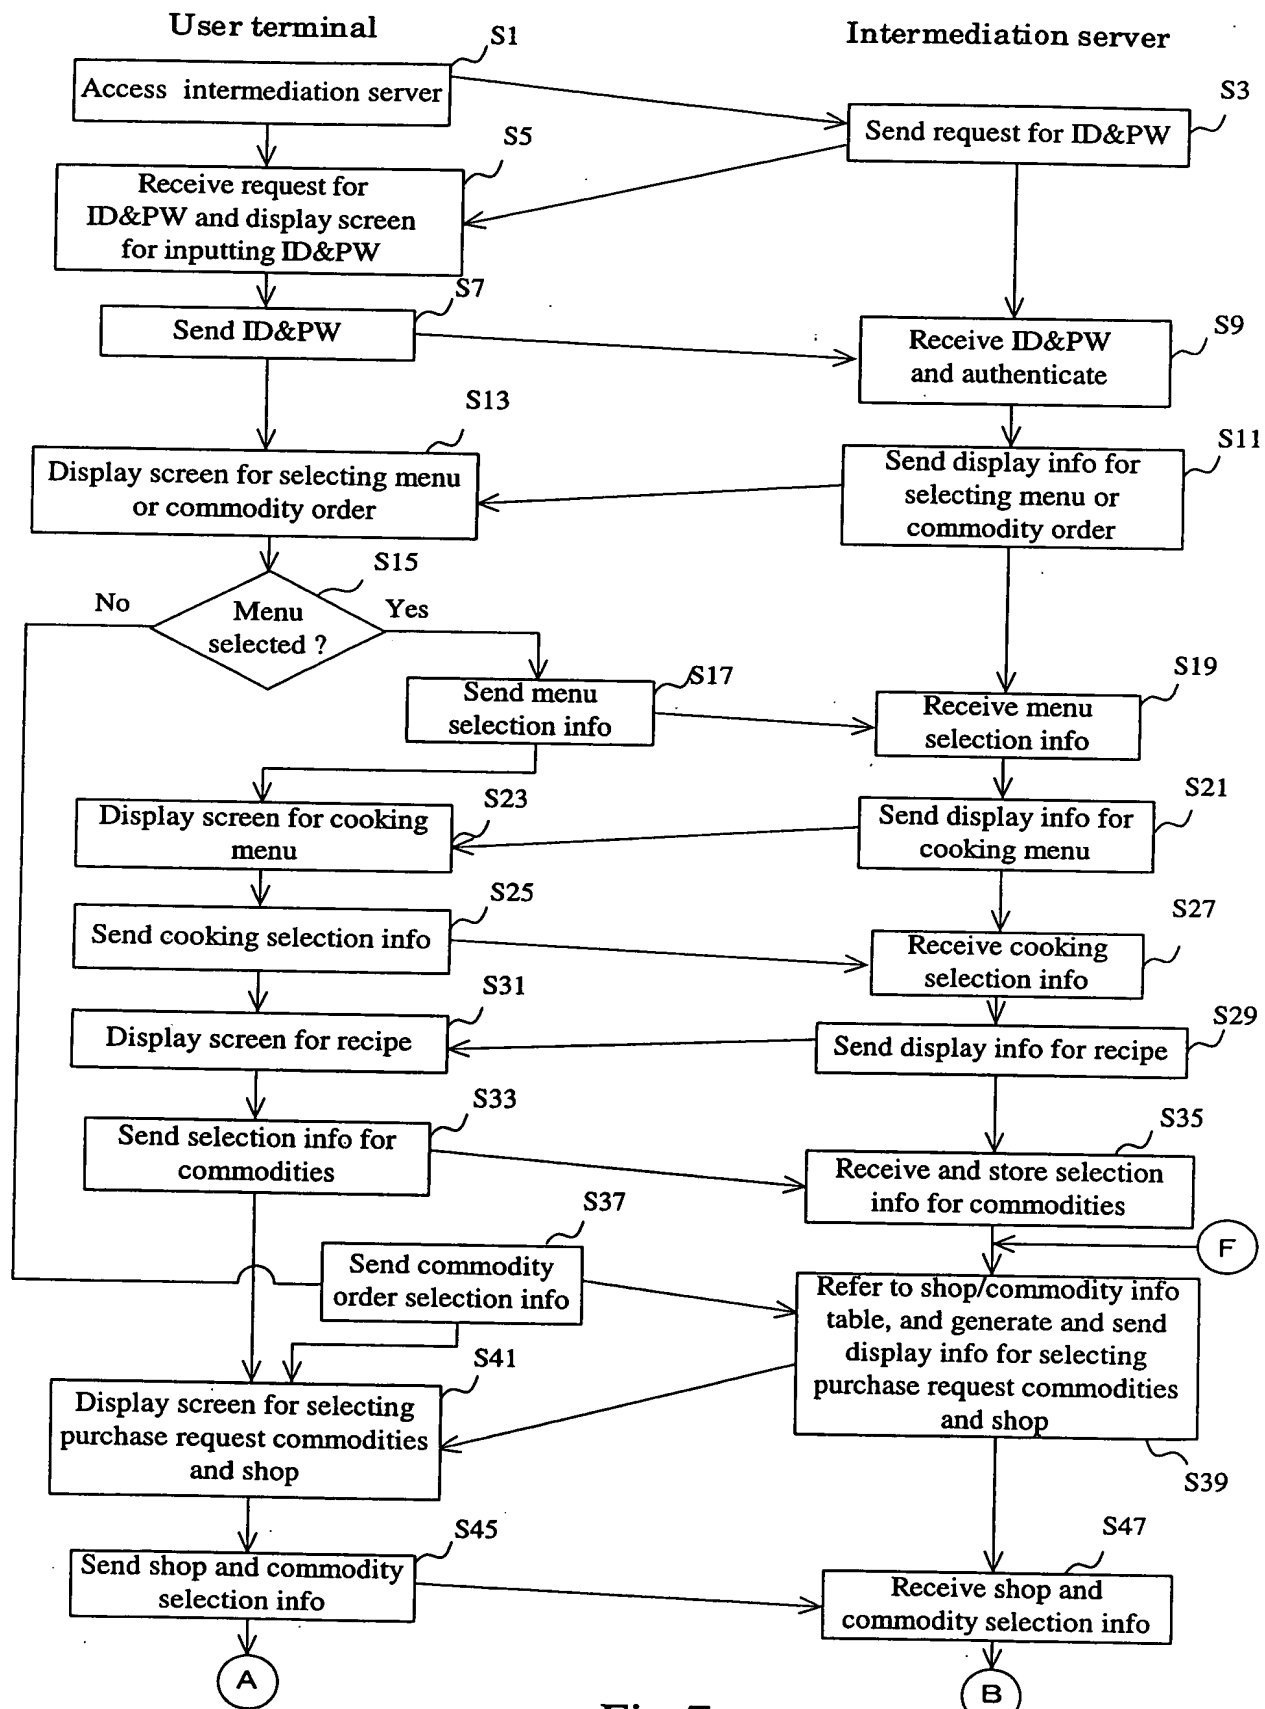 User terminal
Intermediation server
S1
Access intermediation server
S3
Send request for ID&PW
S5
Receive request for
ID&PW and display screen
for inputting ID&PW
S7
Send ID&PW
S9
Receive ID&PW
and authenticate
S13
Display screen for selecting menu
or commodity order
S11
Send display info for
selecting menu or
commodity order
S15
No
Menu
selected ?
Yes
S17
Send menu
selection info
S19
Receive menu
selection info
S23
Display screen for cooking
menu
S21
Send display info for
cooking menu
S25
Send cooking selection info
S27
Receive cooking
selection info
S31
Display screen for recipe
S29
Send display info for recipe
S33
Send selection info for
commodities
S35
Receive and store selection
info for commodities
F
S37
Send commodity
order selection info
Refer to shop/commodity info
table, and generate and send
display info for selecting
purchase request commodities
and shop
S39
S41
Display screen for selecting
purchase request commodities
and shop
S45
Send shop and commodity
selection info
S47
Receive shop and
commodity selection info
A
B